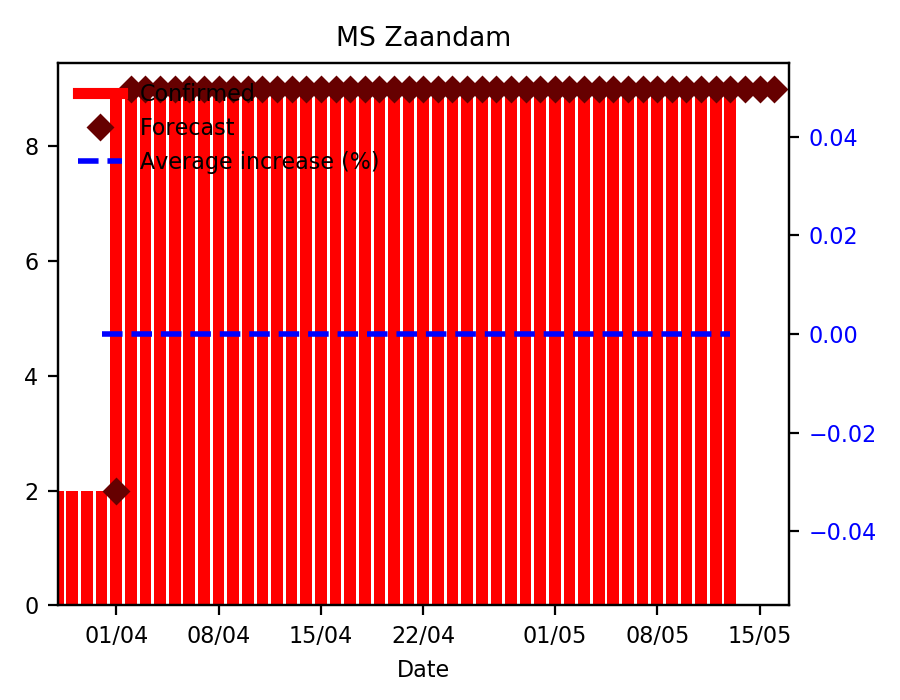 MS Zaandam
Confirmed
Forecast
Average increase (%)
8
6
4
2
0
0.04
0.02
0.00
−0.02
−0.04
01/04 08/04 15/04 22/04 01/05 08/05 15/05
Date